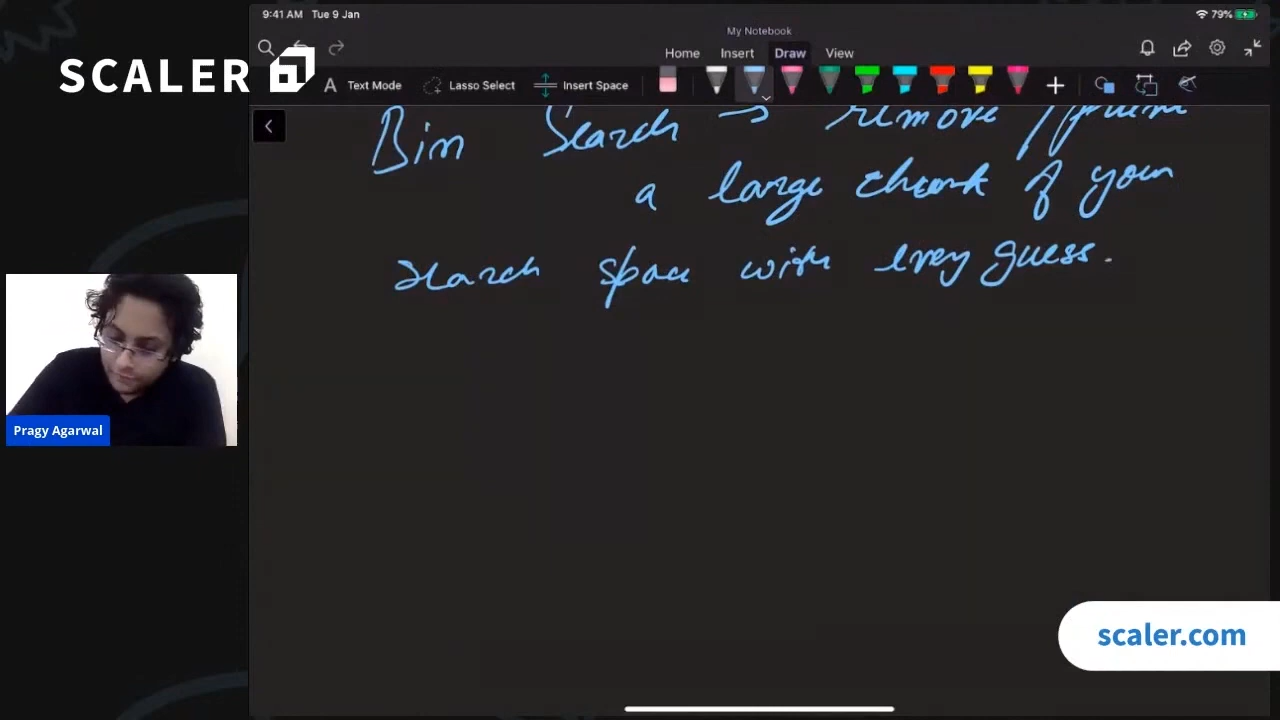 9:41 AM Tue 9 Jan
79%
My Notebook
Home Insert Draw View
SCALER
Text Mode Lasso Select Insert Space
Bin Search → remove /prune
a large chunk of your
search space with every guess.
Pragy Agarwal
scaler.com